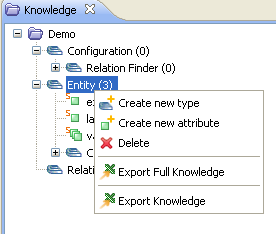 Knowledge
Demo
Configuration (0)
Relation Finder (0)
Entity (3)
Create new type
Create new attribute
Delete
Export Full Knowledge
Export Knowledge